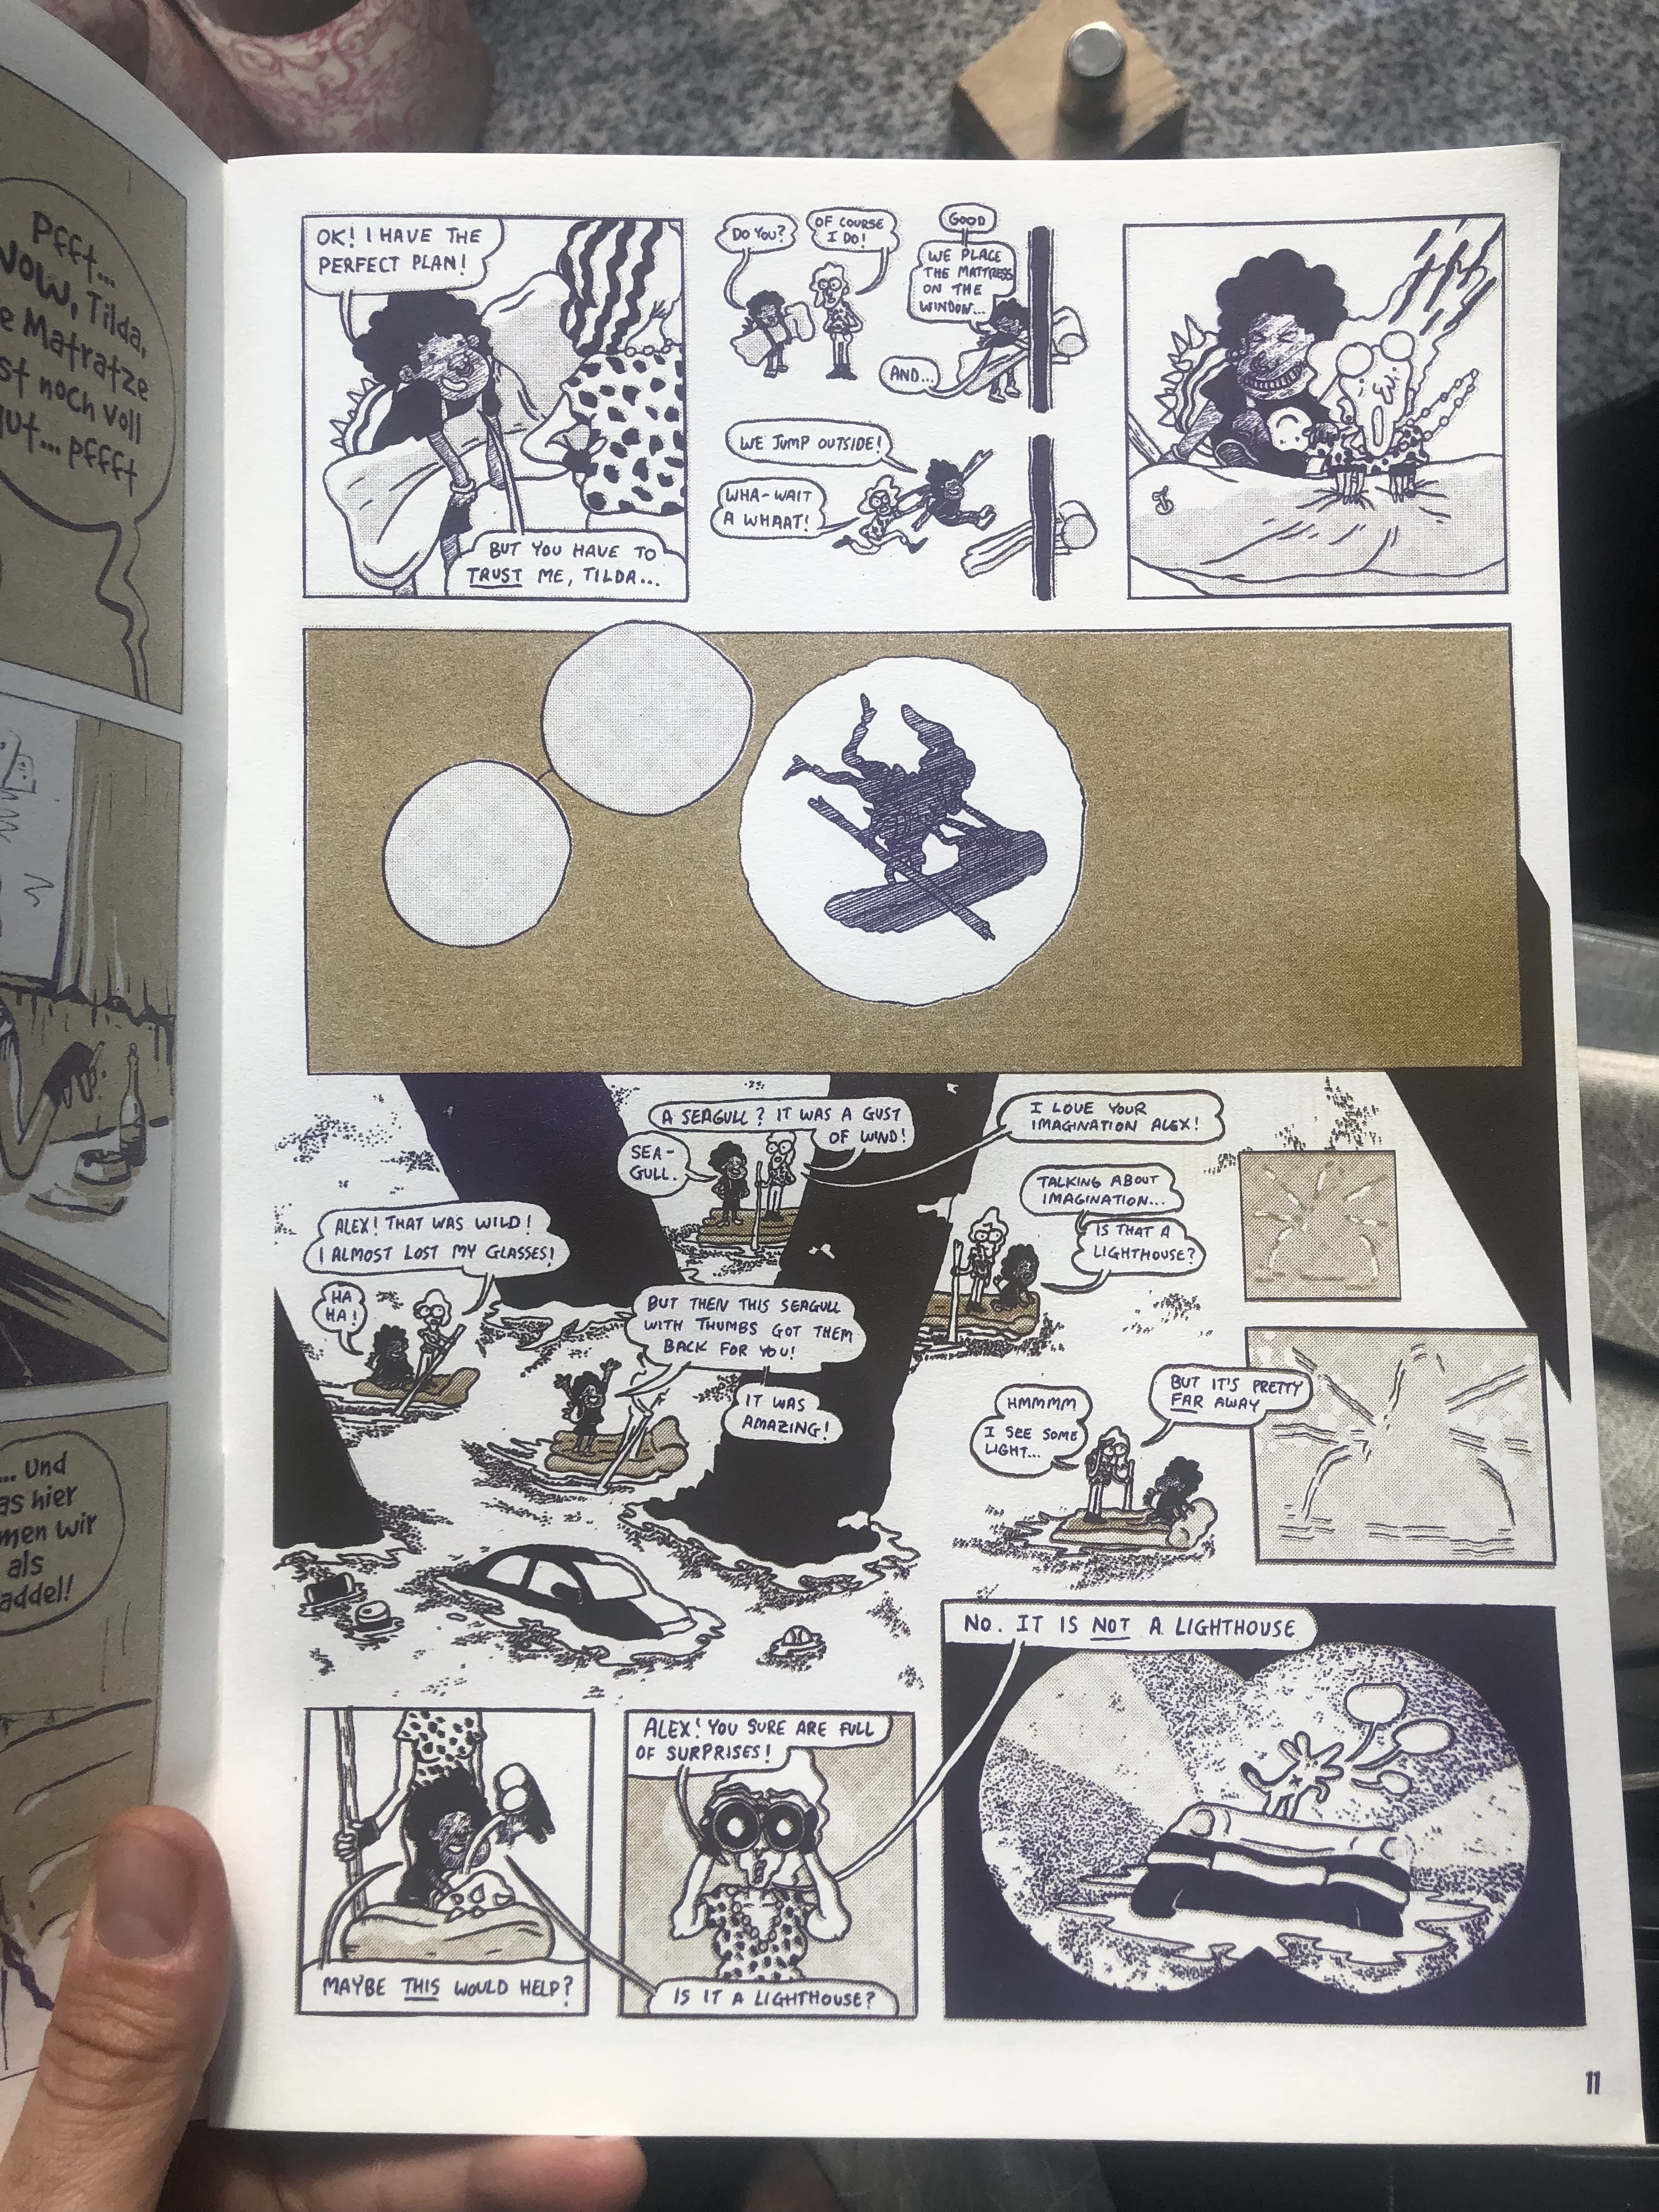 Pfft...
WOW, Tilda,
e Matratze
st noch voll
gut... pffft
... Und
as hier
men wir
als
addel!
OK! I HAVE THE
PERFECT PLAN!
BUT YOU HAVE TO
TRUST ME, TILDA...
DO YOU?
OF COURSE
I DO!
GOOD
WE PLACE
THE MATTRESS
ON THE
WINDOW...
AND...
WE JUMP OUTSIDE!
WHA-WAIT
A WHAAT!
ALEX! THAT WAS WILD!
I ALMOST LOST MY GLASSES!
HA
HA!
BUT THEN THIS SEAGULL
WITH THUMBS GOT THEM
BACK FOR YOU!
IT WAS
AMAZING!
A SEAGULL? IT WAS A GUST
OF WIND!
SEA-
GULL.
I LOVE YOUR
IMAGINATION ALEX!
TALKING ABOUT
IMAGINATION...
IS THAT A
LIGHTHOUSE?
HMMMM
I SEE SOME
LIGHT...
BUT IT'S PRETTY
FAR AWAY
MAYBE THIS WOULD HELP?
ALEX! YOU SURE ARE FULL
OF SURPRISES!
IS IT A LIGHTHOUSE?
NO. IT IS NOT A LIGHTHOUSE
11